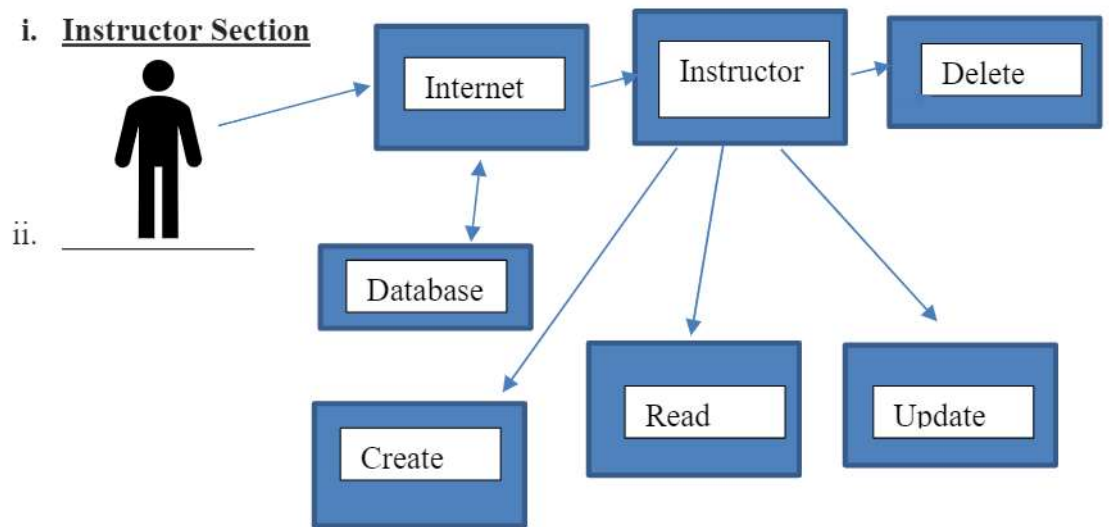 i. Instructor Section
Internet
Instructor
Delete
ii.
Database
Create
Read
Update